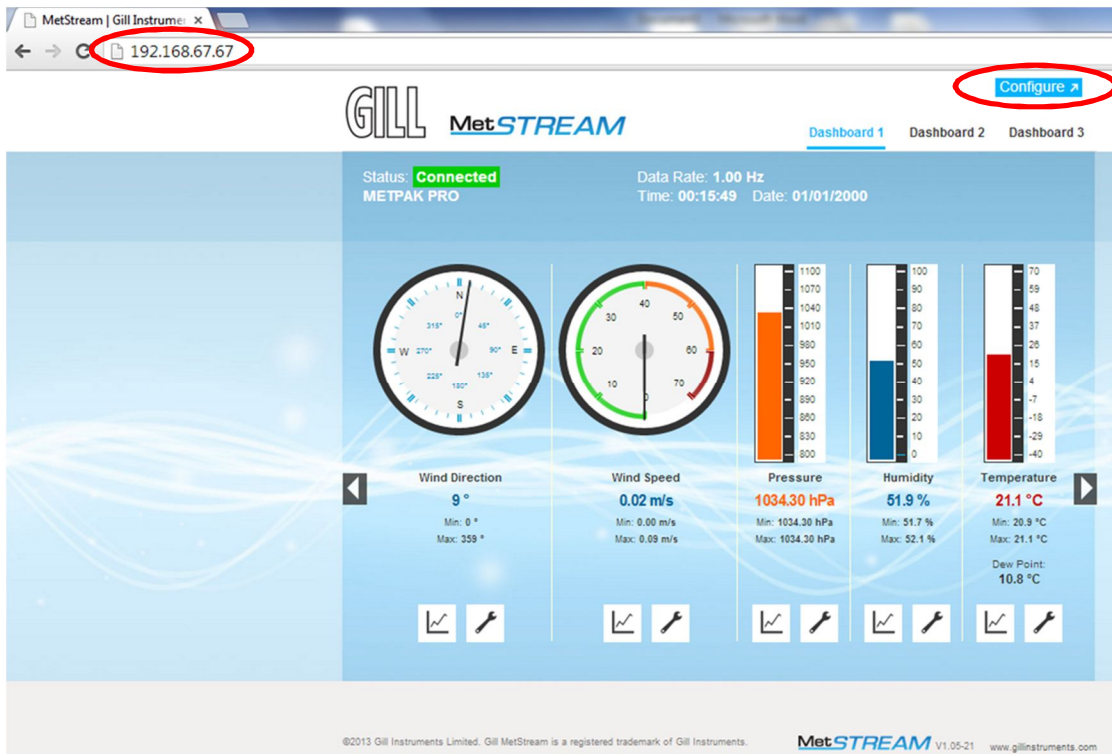 MetStream | Gill Instrumer ×
192.168.67.67
Configure
GILL MetSTREAM
Dashboard 1 Dashboard 2 Dashboard 3
Status: Connected
METPAK PRO
Data Rate: 1.00 Hz
Time: 00:15:49 Date: 01/01/2000
N
0°
45°
90°
E
135°
180°
S
225°
270°
W
315°
0
10
20
30
40
50
60
70
1100
1070
1040
1010
980
950
920
890
860
830
800
100
90
80
70
60
50
40
30
20
10
0
70
59
48
37
26
15
4
-7
-18
-29
-40
Wind Direction
9 °
Min: 0 °
Max: 359 °
Wind Speed
0.02 m/s
Min: 0.00 m/s
Max: 0.09 m/s
Pressure
1034.30 hPa
Min: 1034.30 hPa
Max: 1034.30 hPa
Humidity
51.9 %
Min: 51.7 %
Max: 52.1 %
Temperature
21.1 °C
Min: 20.9 °C
Max: 21.1 °C
Dew Point:
10.8 °C
©2013 Gill Instruments Limited. Gill MetStream is a registered trademark of Gill Instruments.
MetSTREAM V1.05-21 www.gillinstruments.com